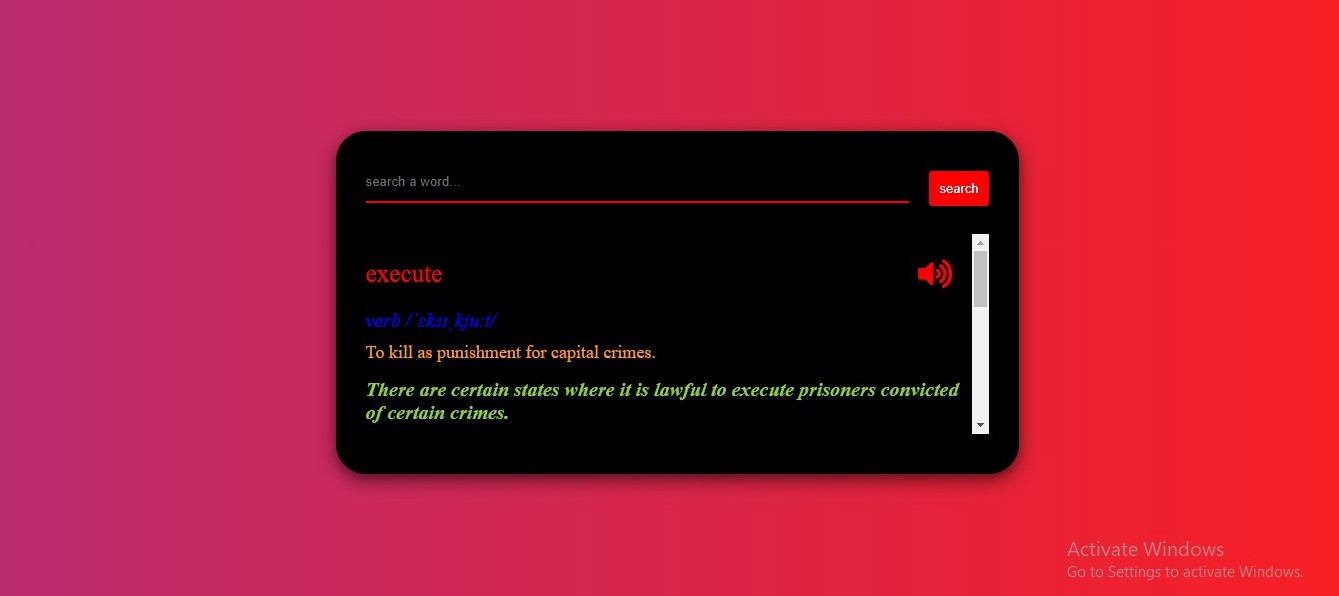 search a word...
search
execute
verb /ˈɛksɪˌkjuːt/
To kill as punishment for capital crimes.
There are certain states where it is lawful to execute prisoners convicted
of certain crimes.
Activate Windows
Go to Settings to activate Windows.